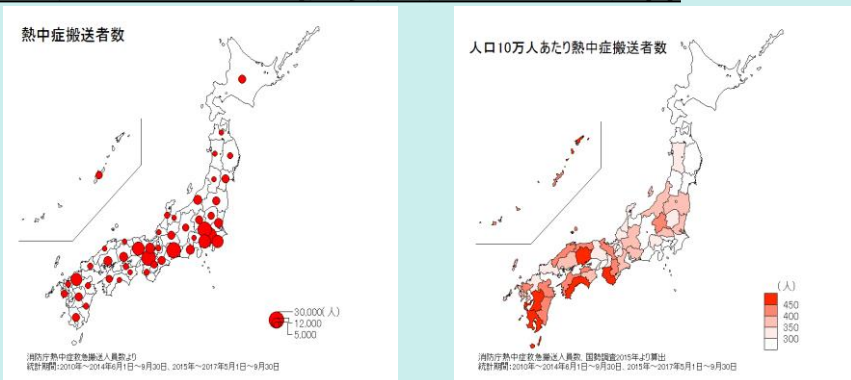 熱中症搬送者数
30,000(人)
12,000
5,000
消防庁熱中症救急搬送人員数より
統計期間:2010年~2014年6月1日~9月30日、2015年~2017年5月1日~9月30日
人口10万人あたり熱中症搬送者数
(人)
450
400
350
300
消防庁熱中症救急搬送人員数、国勢調査2015年より算出
統計期間:2010年~2014年6月1日~9月30日、2015年~2017年5月1日~9月30日